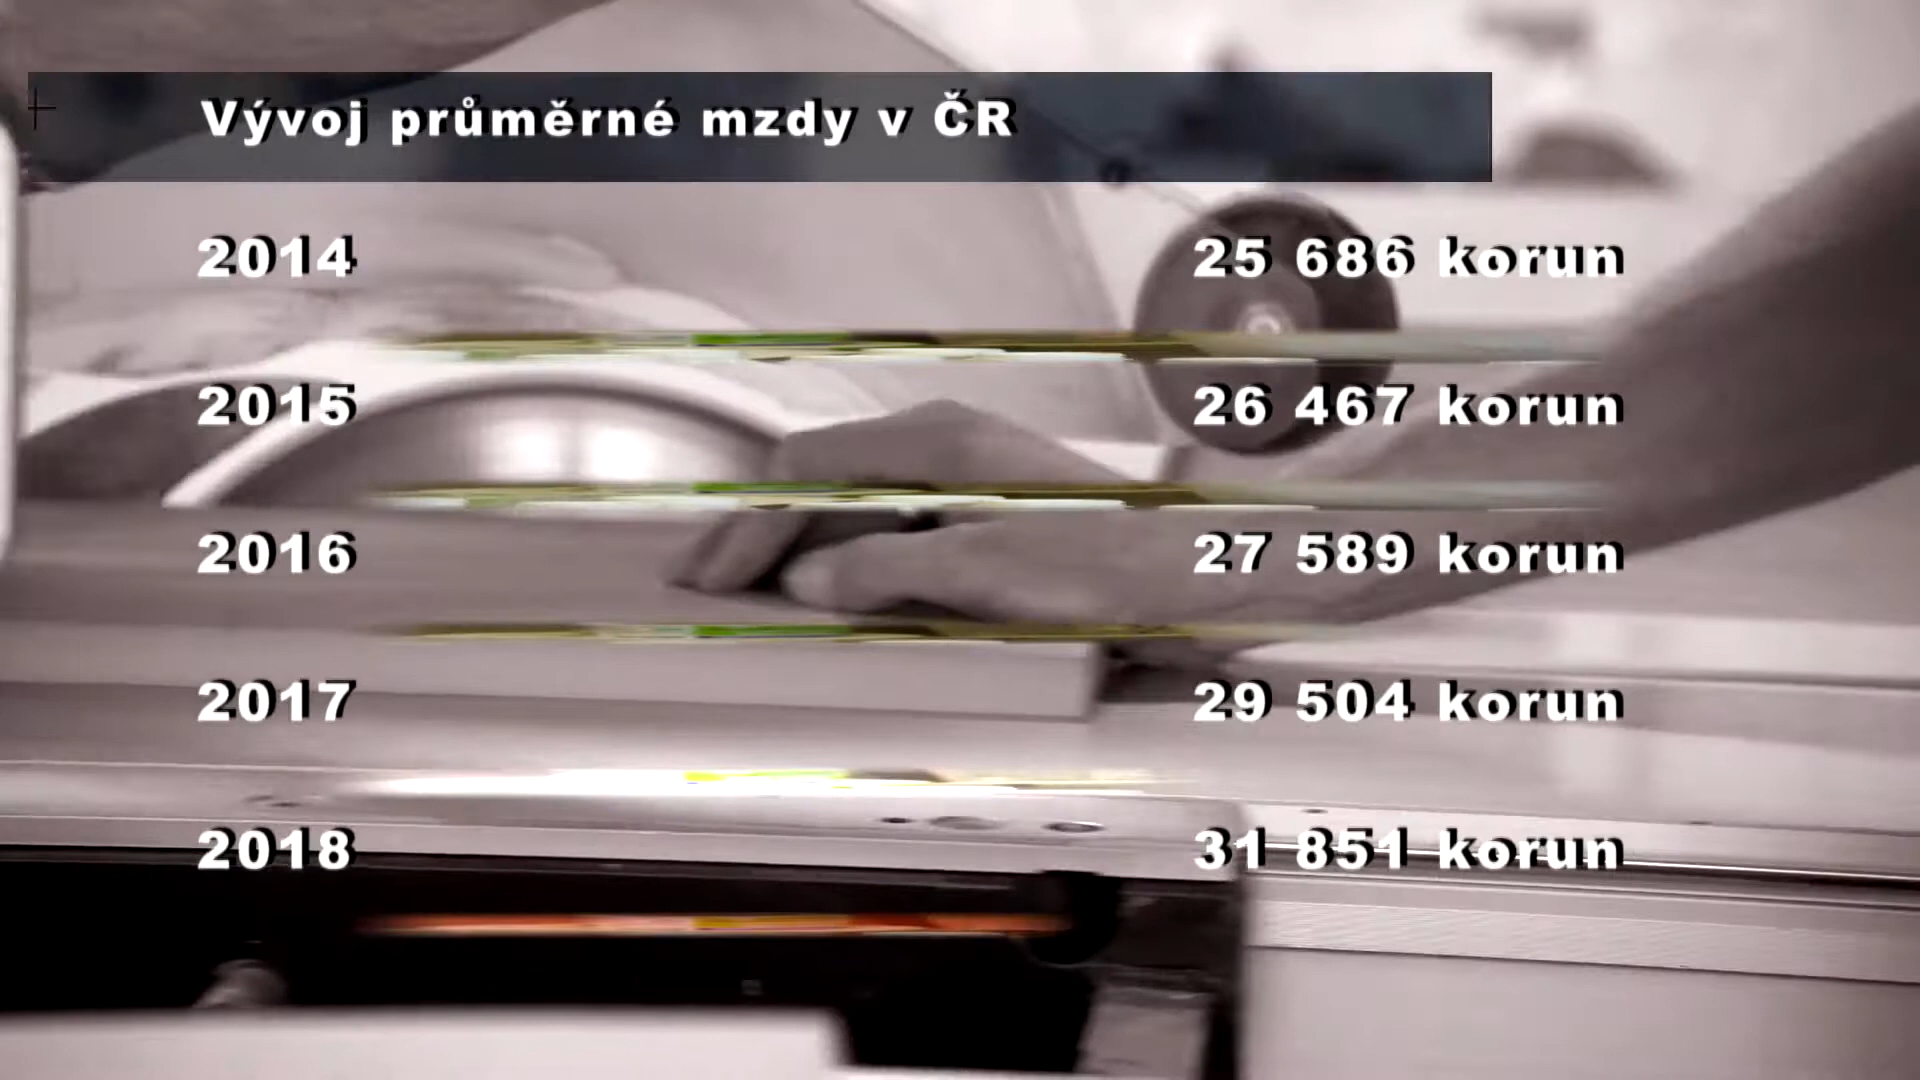 Vývoj průměrné mzdy v ČR
2014 25 686 korun
2015 26 467 korun
2016 27 589 korun
2017 29 504 korun
2018 31 851 korun